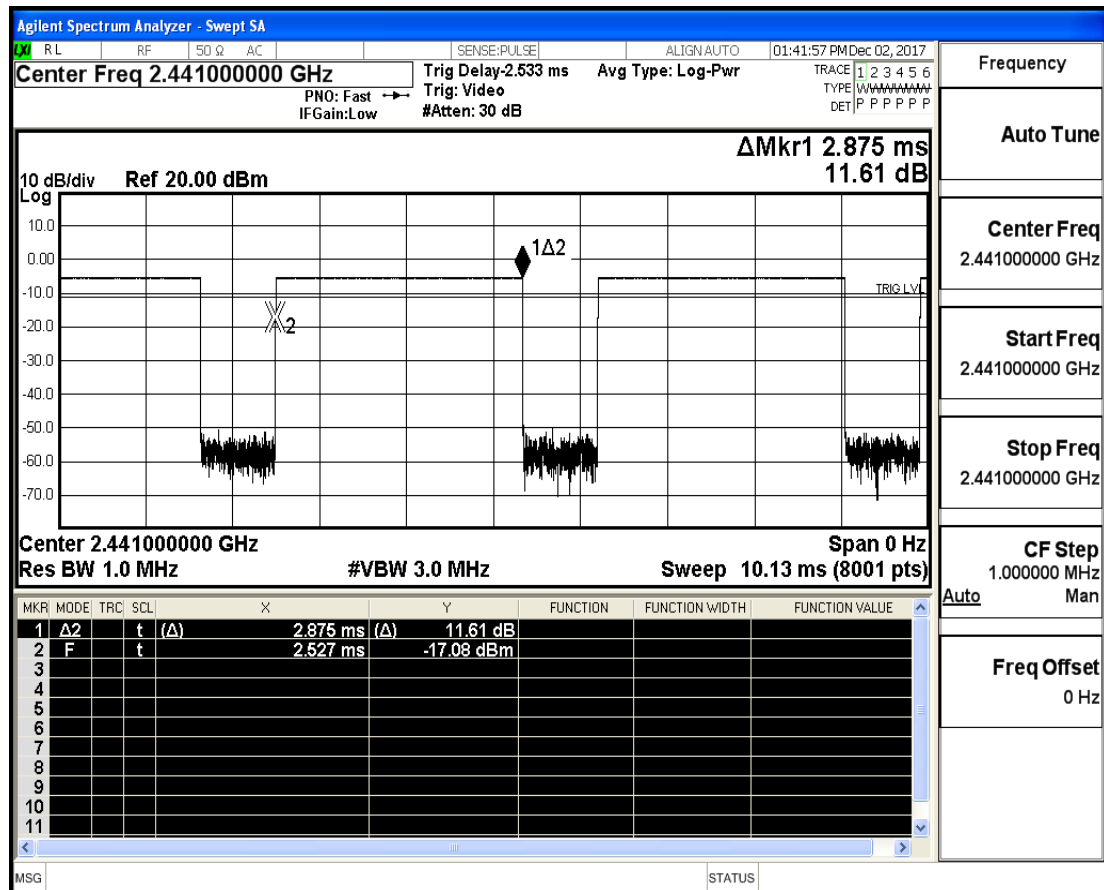 Agilent Spectrum Analyzer - Swept SA
LXI RL RF 50 Ω AC SENSE:PULSE ALIGN AUTO 01:41:57 PM Dec 02, 2017
Center Freq 2.441000000 GHz
PNO: Fast
IFGain:Low
Trig Delay-2.533 ms
Trig: Video
#Atten: 30 dB
Avg Type: Log-Pwr
TRACE 1 2 3 4 5 6
TYPE WWWWWW
DET P P P P P P
ΔMkr1 2.875 ms
11.61 dB
10 dB/div Ref 20.00 dBm
Log
10.0
0.00
-10.0
-20.0
-30.0
-40.0
-50.0
-60.0
-70.0
1Δ2
TRIG LVL
2
Center 2.441000000 GHz Span 0 Hz
Res BW 1.0 MHz #VBW 3.0 MHz Sweep 10.13 ms (8001 pts)
MKR MODE TRC SCL X Y FUNCTION FUNCTION WIDTH FUNCTION VALUE
1 Δ2 t (Δ) 2.875 ms (Δ) 11.61 dB
2 F t 2.527 ms -17.08 dBm
3
4
5
6
7
8
9
10
11
MSG STATUS
Frequency
Auto Tune
Center Freq
2.441000000 GHz
Start Freq
2.441000000 GHz
Stop Freq
2.441000000 GHz
CF Step
1.000000 MHz
Auto Man
Freq Offset
0 Hz